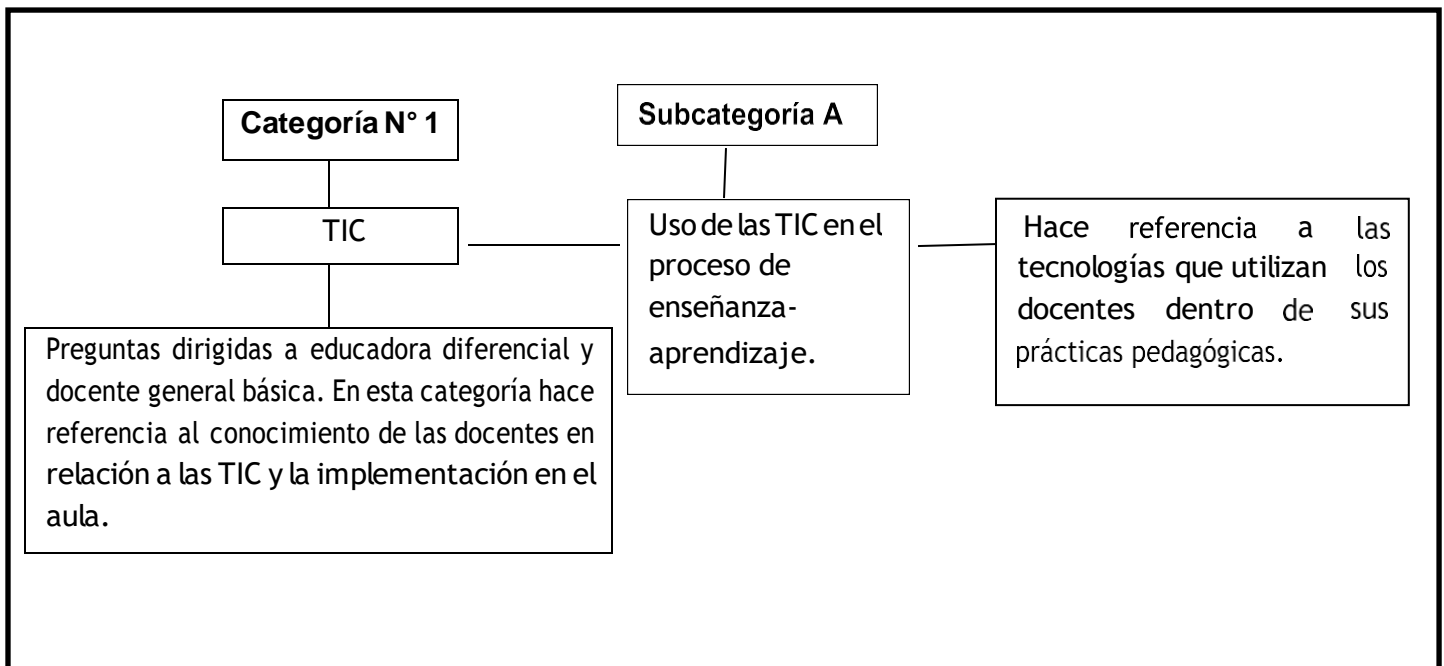 Categoría N° 1
TIC
Preguntas dirigidas a educadora diferencial y
docente general básica. En esta categoría hace
referencia al conocimiento de las docentes en
relación a las TIC y la implementación en el
aula.
Subcategoría A
Uso de las TIC en el
proceso de
enseñanza-
aprendizaje.
Hace referencia a las
tecnologías que utilizan los
docentes dentro de sus
prácticas pedagógicas.